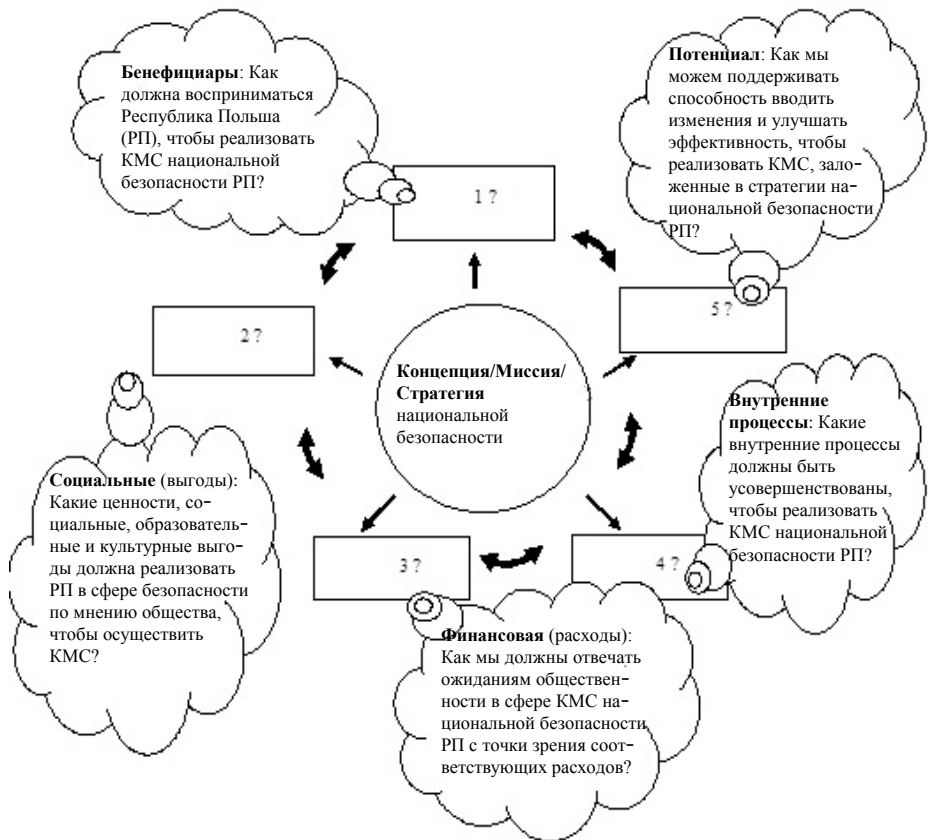 Бенефициары: Как
должна восприниматься
Республика Польша
(РП), чтобы реализовать
КМС национальной
безопасности РП?
Потенциал: Как мы
можем поддерживать
способность вводить
изменения и улучшать
эффективность, чтобы
реализовать КМС, зало-
женные в стратегии на-
циональной безопасности
РП?
1 ?
2 ?
5 ?
Концепция/Миссия/
Стратегия
национальной
безопасности
Внутренние
процессы: Какие
внутренние процессы
должны быть
усовершенствованы,
чтобы реализовать
КМС национальной
безопасности РП?
Социальные (выгоды):
Какие ценности, со-
циальные, образователь-
ные и культурные выго-
ды должна реализовать
РП в сфере безопасности
по мнению общества,
чтобы осуществить
КМС?
3 ?
4 ?
Финансовая (расходы):
Как мы должны отвечать
ожиданиям обществен-
ности в сфере КМС на-
циональной безопасности
РП с точки зрения соот-
ветствующих расходов?